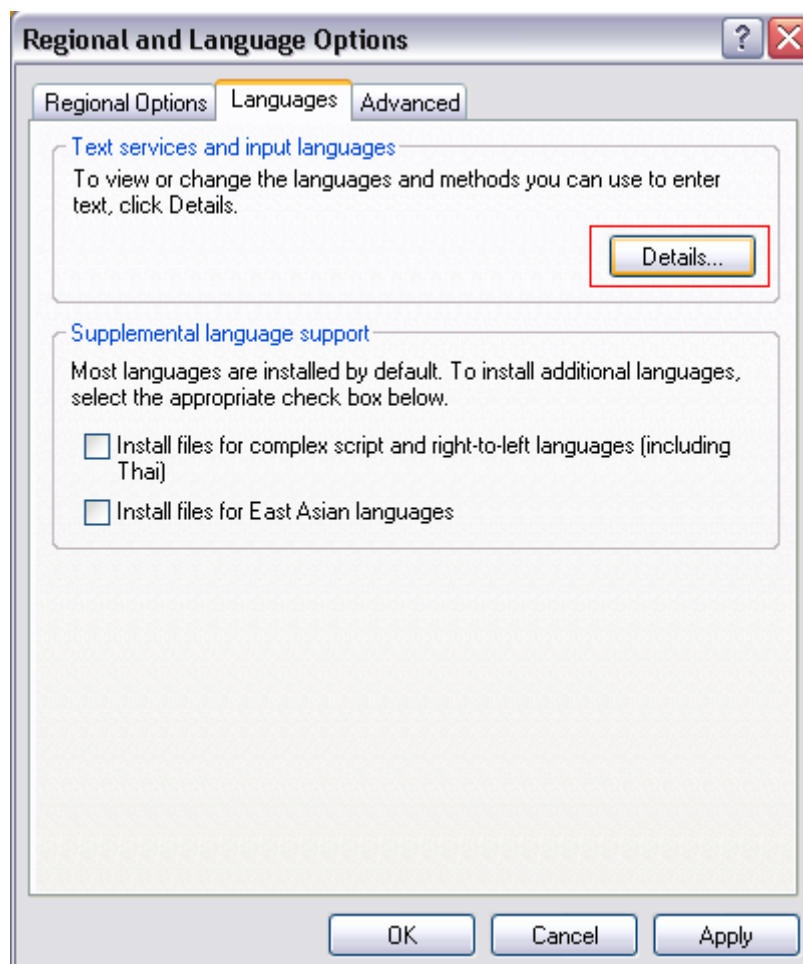 Regional and Language Options
Regional Options Languages Advanced
Text services and input languages
To view or change the languages and methods you can use to enter
text, click Details.
Details...
Supplemental language support
Most languages are installed by default. To install additional languages,
select the appropriate check box below.
Install files for complex script and right-to-left languages (including
Thai)
Install files for East Asian languages
OK Cancel Apply